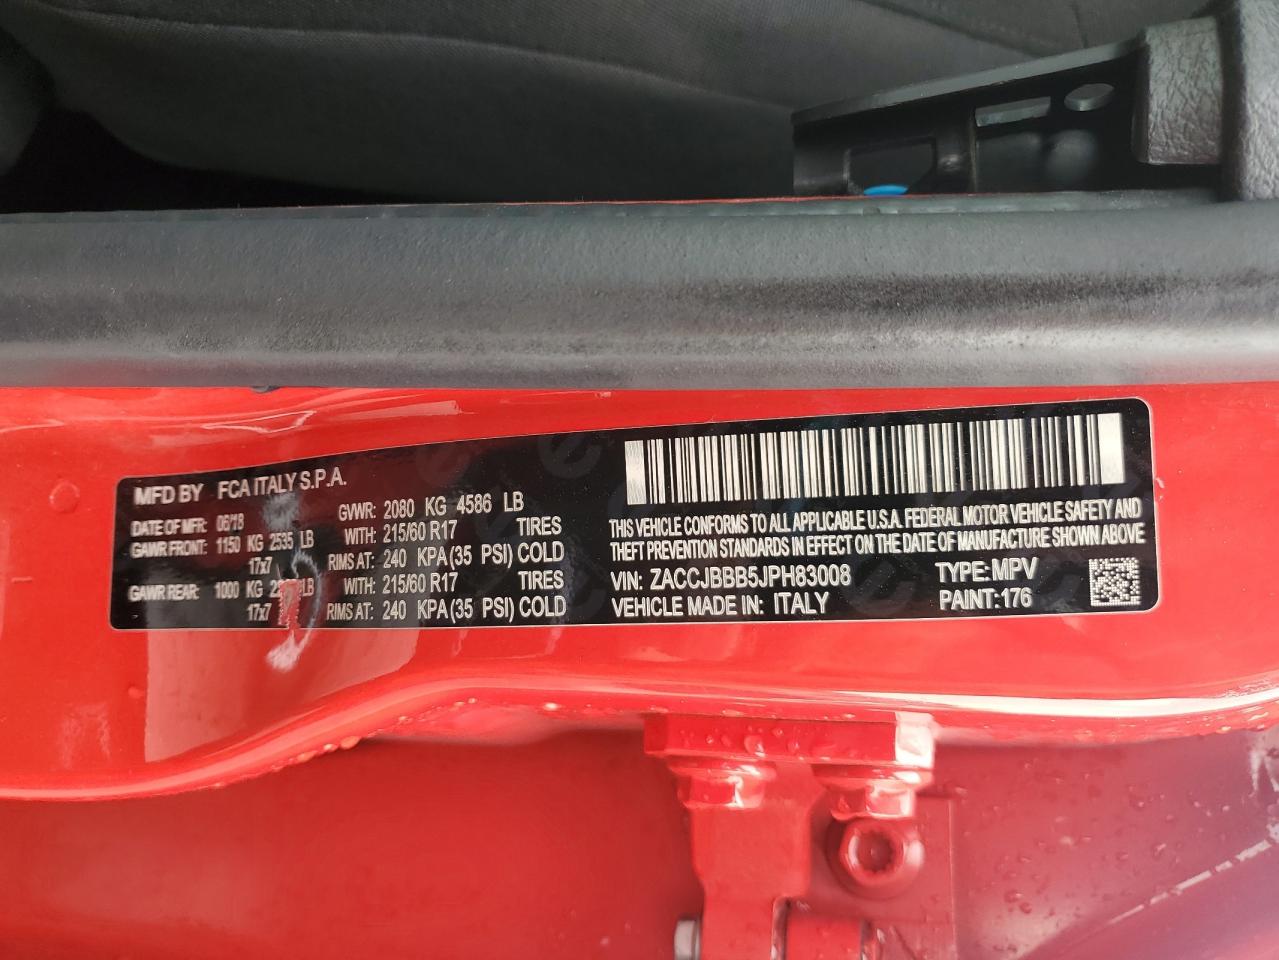 MFD BY FCA ITALY S.P.A.
DATE OF MFR: 06/18 GVWR: 2080 KG 4586 LB
GAWR FRONT: 1150 KG 2535 LB WITH: 215/60 R17 TIRES
17x7 RIMS AT: 240 KPA (35 PSI) COLD
GAWR REAR: 1000 KG LB WITH: 215/60 R17 TIRES
17x7 RIMS AT: 240 KPA (35 PSI) COLD
THIS VEHICLE CONFORMS TO ALL APPLICABLE U.S.A. FEDERAL MOTOR VEHICLE SAFETY AND
THEFT PREVENTION STANDARDS IN EFFECT ON THE DATE OF MANUFACTURE SHOWN ABOVE
VIN: ZACCJBBB5JPH83008 TYPE: MPV
VEHICLE MADE IN: ITALY PAINT: 176